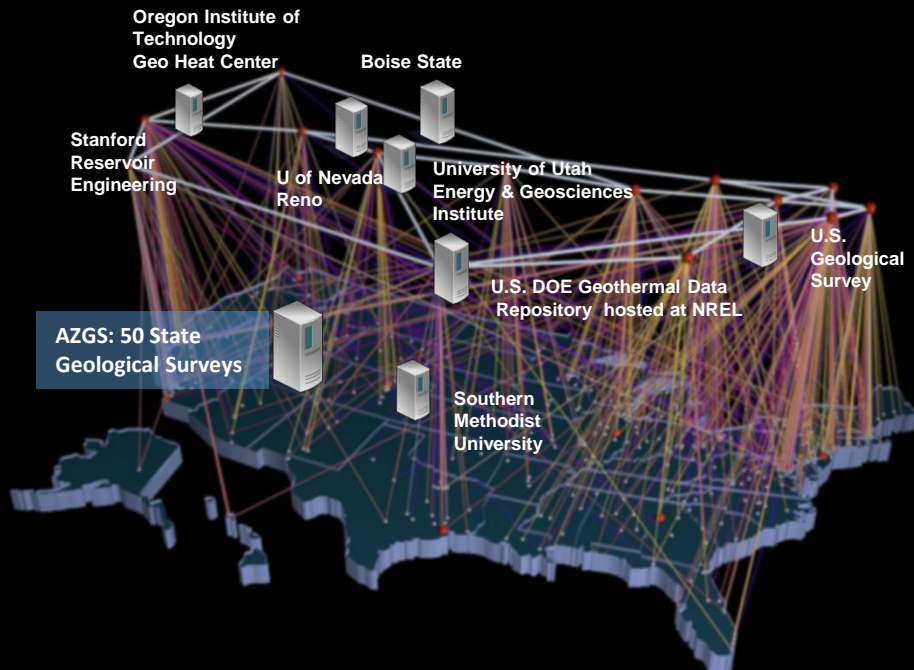 Oregon Institute of
Technology
Geo Heat Center
Boise State
Stanford
Reservoir
Engineering
U of Nevada
Reno
University of Utah
Energy & Geosciences
Institute
U.S.
Geological
Survey
U.S. DOE Geothermal Data
Repository hosted at NREL
AZGS: 50 State
Geological Surveys
Southern
Methodist
University